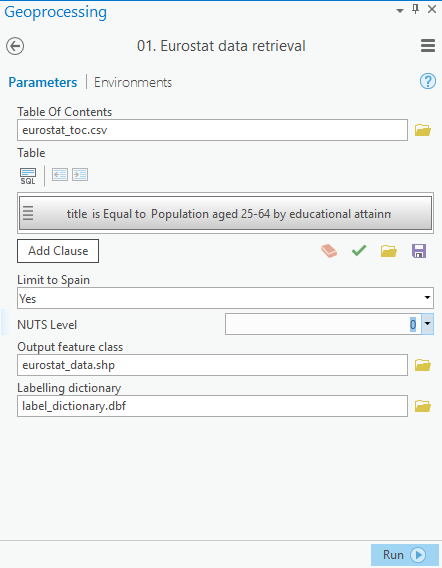 Geoprocessing
01. Eurostat data retrieval
Parameters | Environments
Table Of Contents
eurostat_toc.csv
Table
SQL
title is Equal to Population aged 25-64 by educational attainm
Add Clause
Limit to Spain
Yes
NUTS Level
0
Output feature class
eurostat_data.shp
Labelling dictionary
label_dictionary.dbf
Run